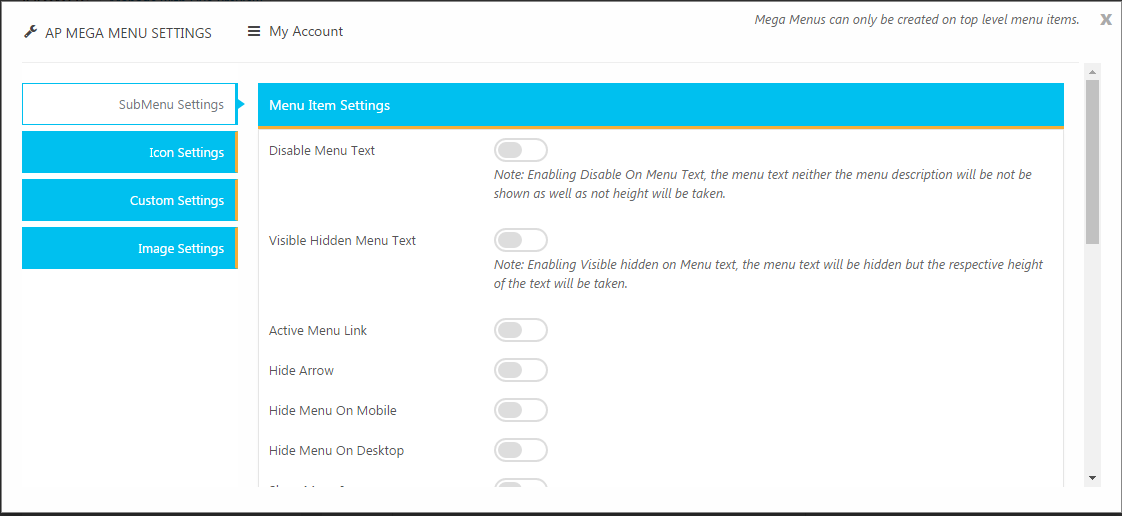 Mega Menus can only be created on top level menu items.
X
AP MEGA MENU SETTINGS
My Account
SubMenu Settings
Icon Settings
Custom Settings
Image Settings
Menu Item Settings
Disable Menu Text
Note: Enabling Disable On Menu Text, the menu text neither the menu description will be not be
shown as well as not height will be taken.
Visible Hidden Menu Text
Note: Enabling Visible hidden on Menu text, the menu text will be hidden but the respective height
of the text will be taken.
Active Menu Link
Hide Arrow
Hide Menu On Mobile
Hide Menu On Desktop